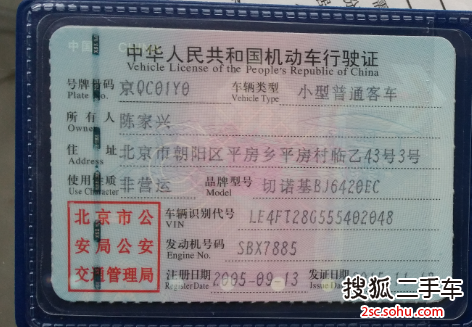 中华人民共和国机动车行驶证
Vehicle License of the People's Republic of China
号牌号码 京QC01Y0 车辆类型 小型普通客车
Plate No. Vehicle Type
所有人 陈家兴
Owner
住址 北京市朝阳区平房乡平房村临乙43号3号
Address
使用性质 非营运 品牌型号 切诺基BJ6420EC
Use Character Model
北京市公安局公安交通管理局
车辆识别代号 LE4FT28G555402048
VIN
发动机号码 SBX7885
Engine No.
注册日期 2005-09-13 发证日期
Register Date Issue Date
搜狐二手车
2sc.sohu.com